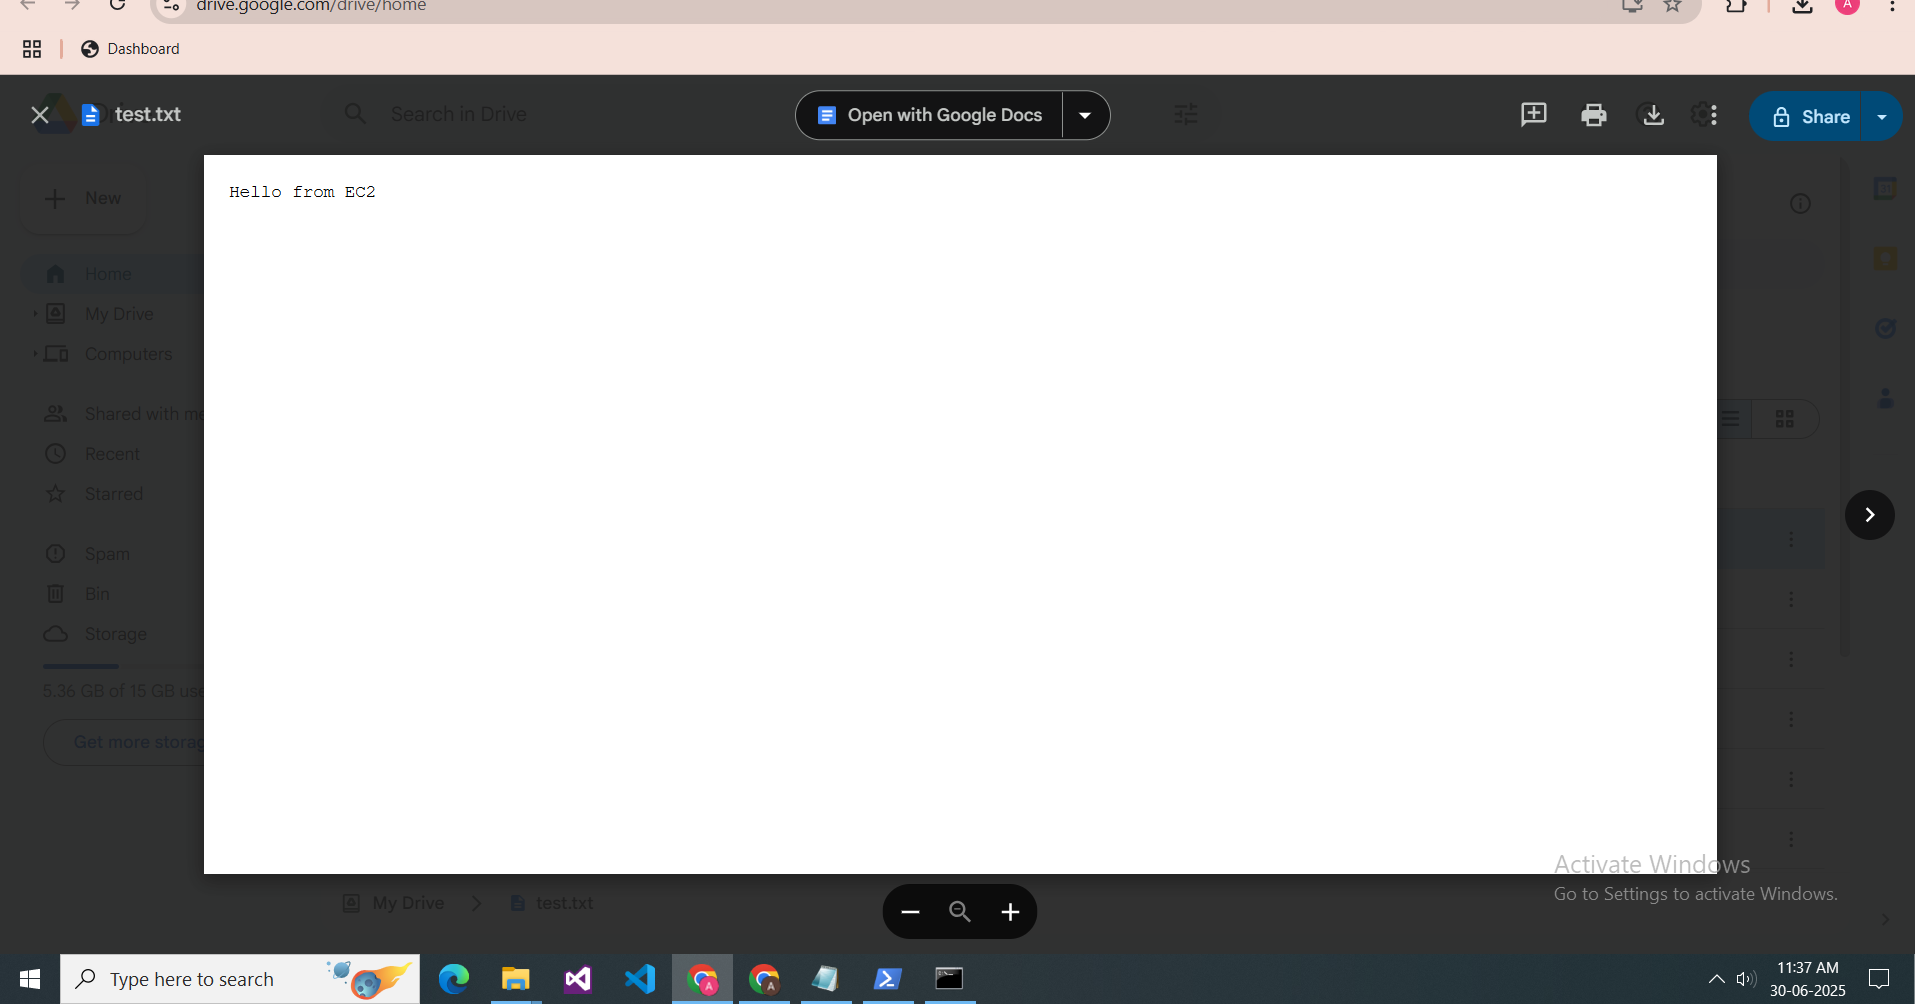 drive.google.com/drive/home
A
Dashboard
test.txt
Search in Drive
Open with Google Docs
Share
New
Hello from EC2
31
Home
My Drive
Computers
Shared with me
Recent
Starred
Spam
Bin
Storage
5.36 GB of 15 GB use
Get more storag
Activate Windows
Go to Settings to activate Windows.
My Drive
test.txt
Type here to search
A
A
11:37 AM
30-06-2025